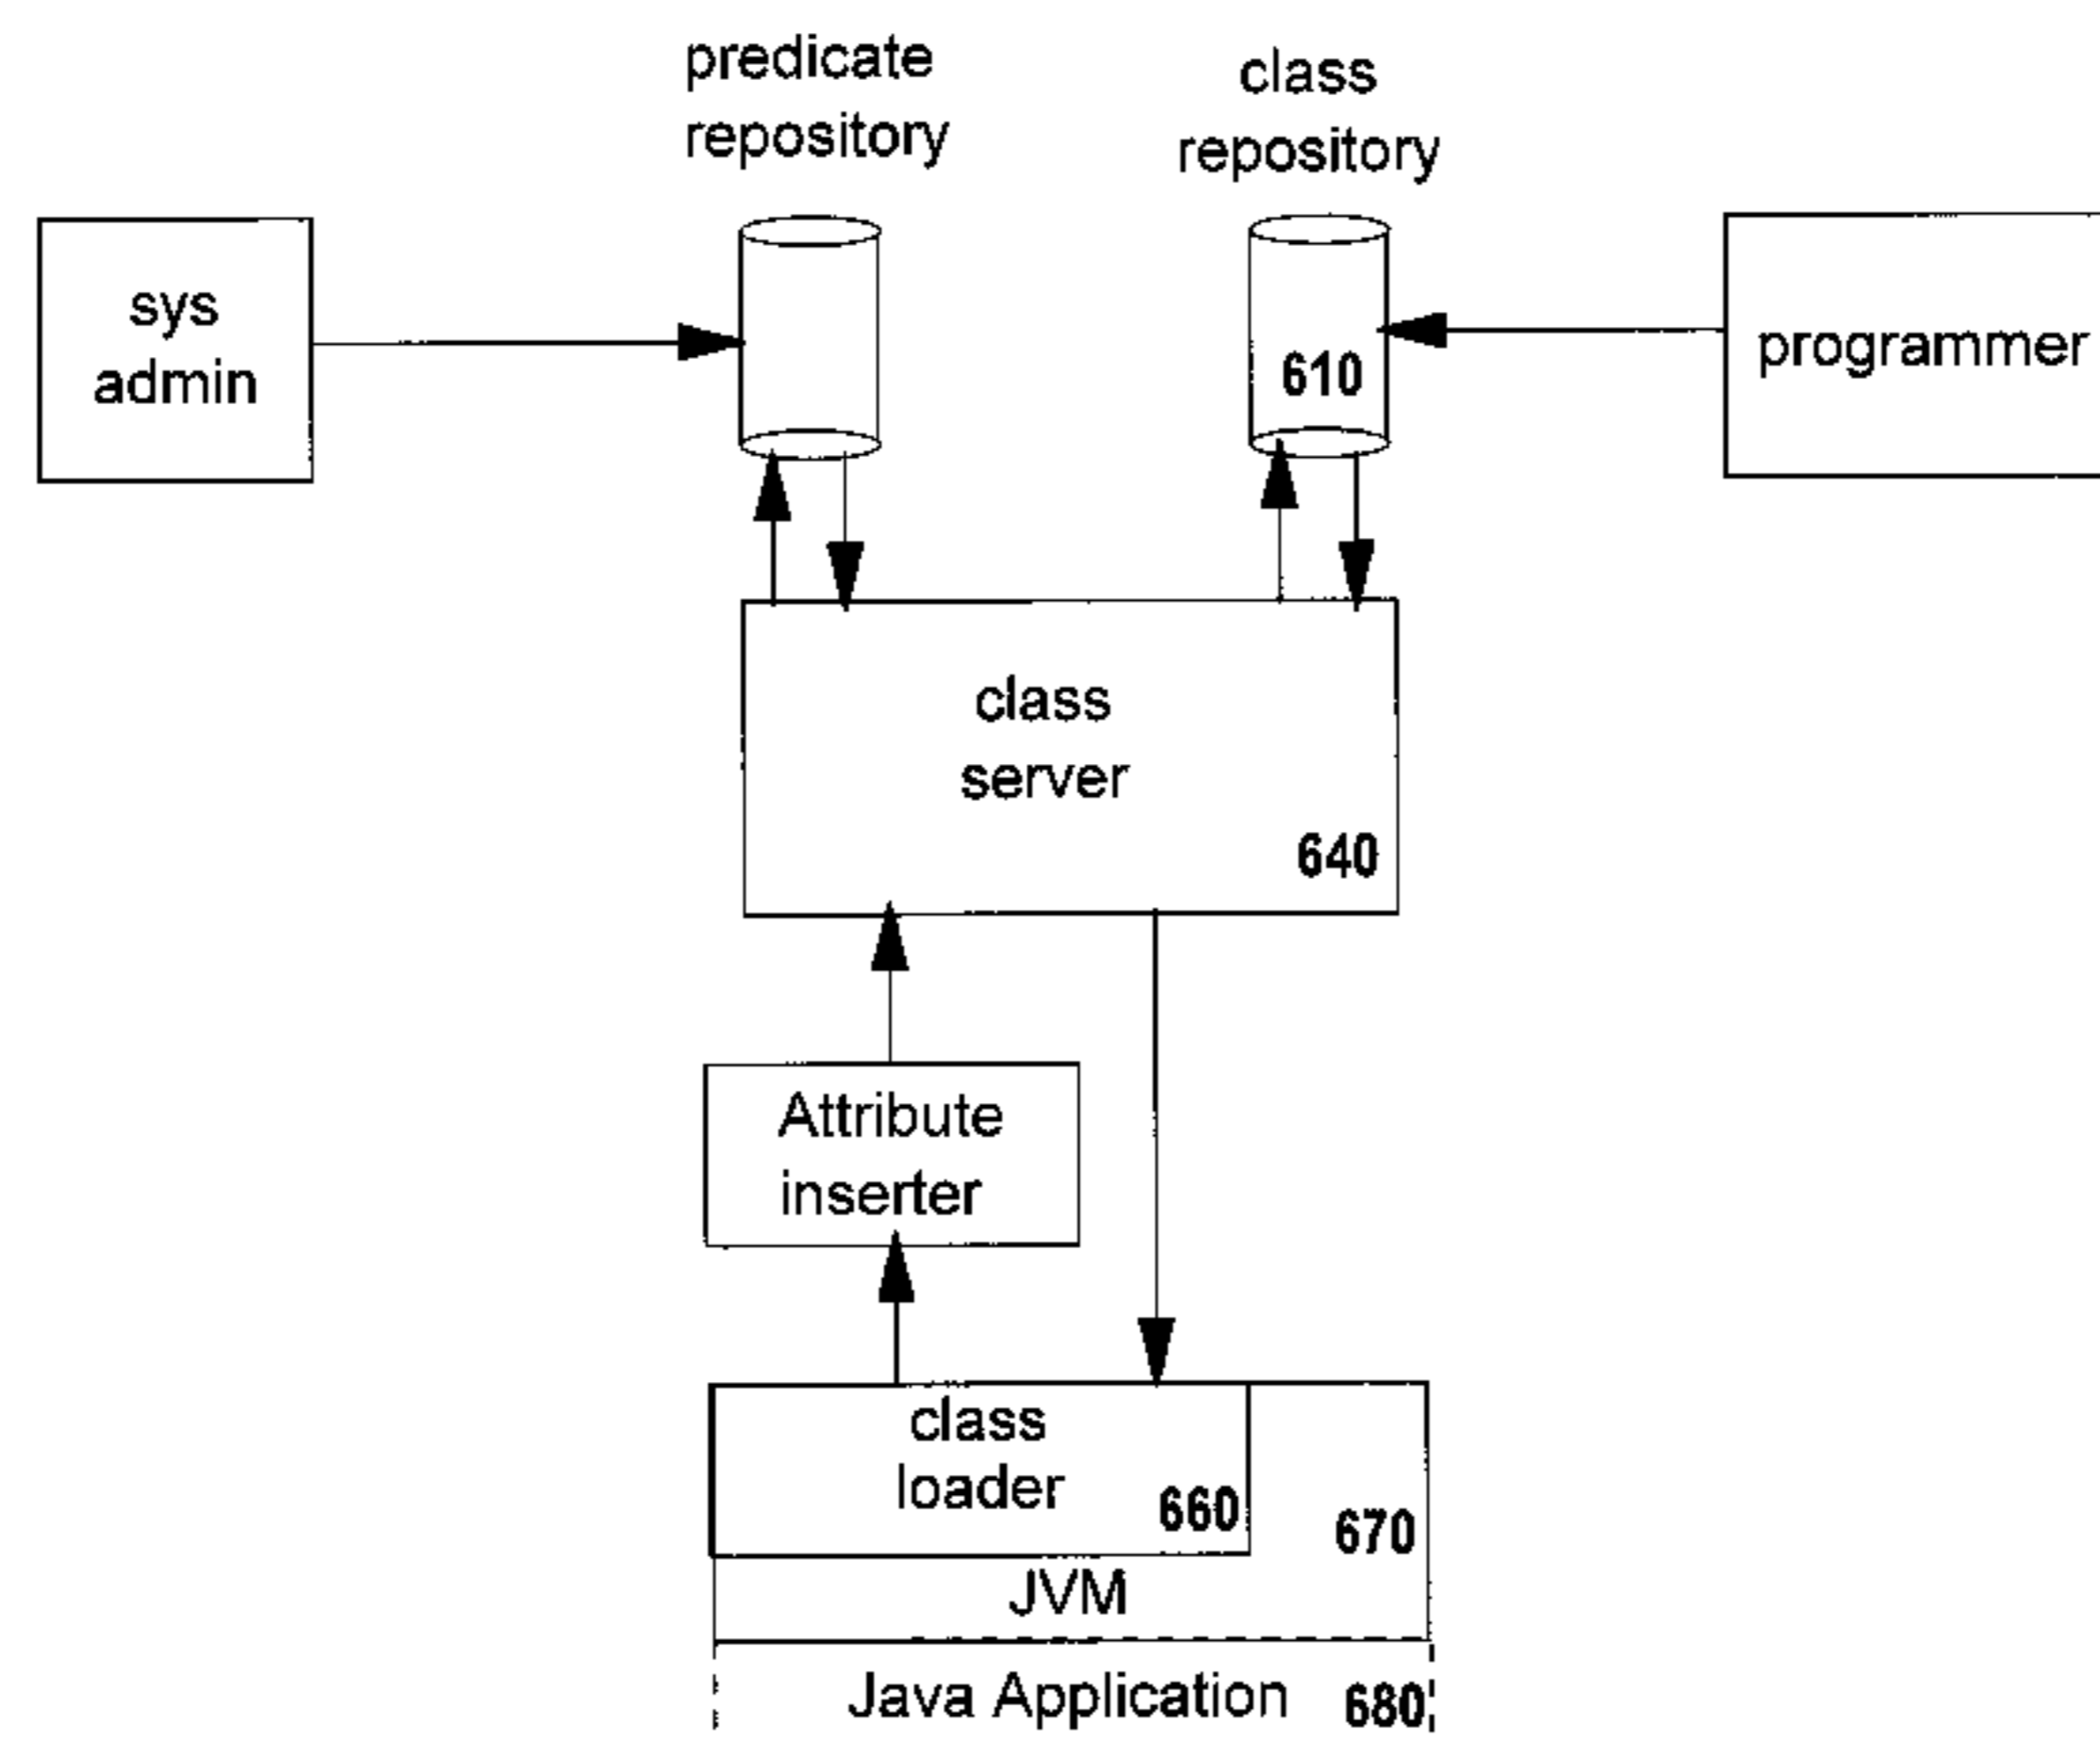 predicate
repository
class
repository
sys
admin
610
programmer
class
server
640
Attribute
inserter
class
loader
660
670
JVM
Java Application 680